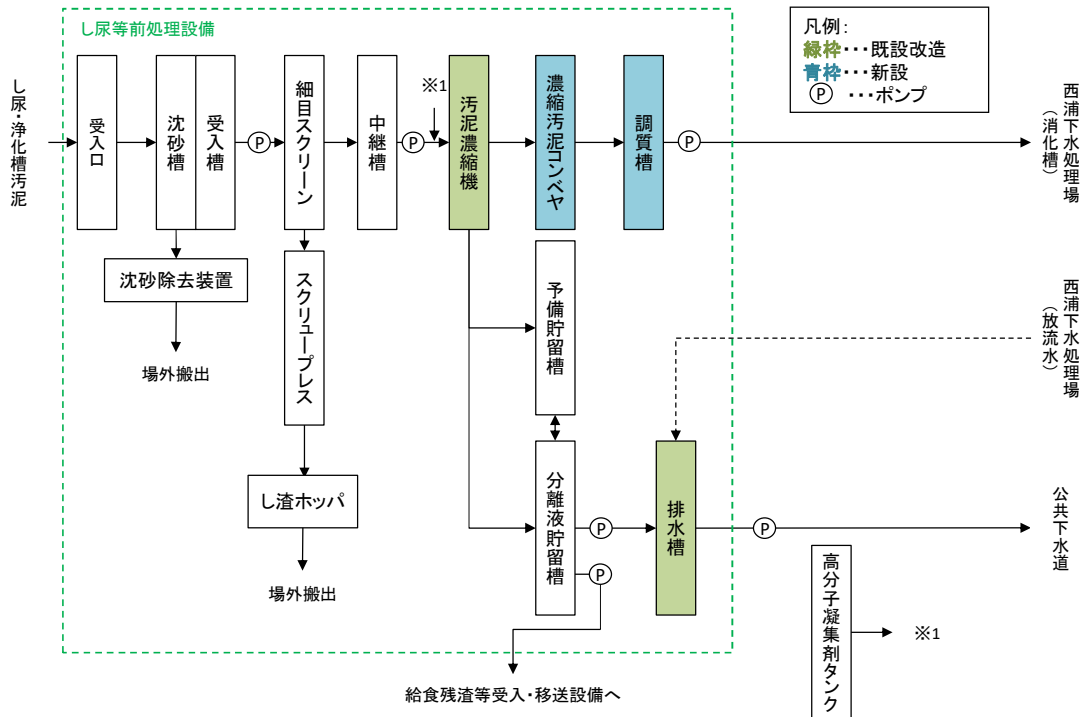 し尿等前処理設備
凡例:
緑枠・・・既設改造
青枠・・・新設
P ・・・ポンプ
し尿・浄化槽汚泥
受入口
沈砂槽
受入槽
P
細目スクリーン
中継槽
P
※1
汚泥濃縮機
濃縮汚泥コンベヤ
調質槽
P
西浦下水処理場
(消化槽)
沈砂除去装置
場外搬出
スクリュープレス
し渣ホッパ
場外搬出
予備貯留槽
西浦下水処理場
(放流水)
分離液貯留槽
P
P
排水槽
P
公共下水道
高分子凝集剤タンク
※1
給食残渣等受入・移送設備へ